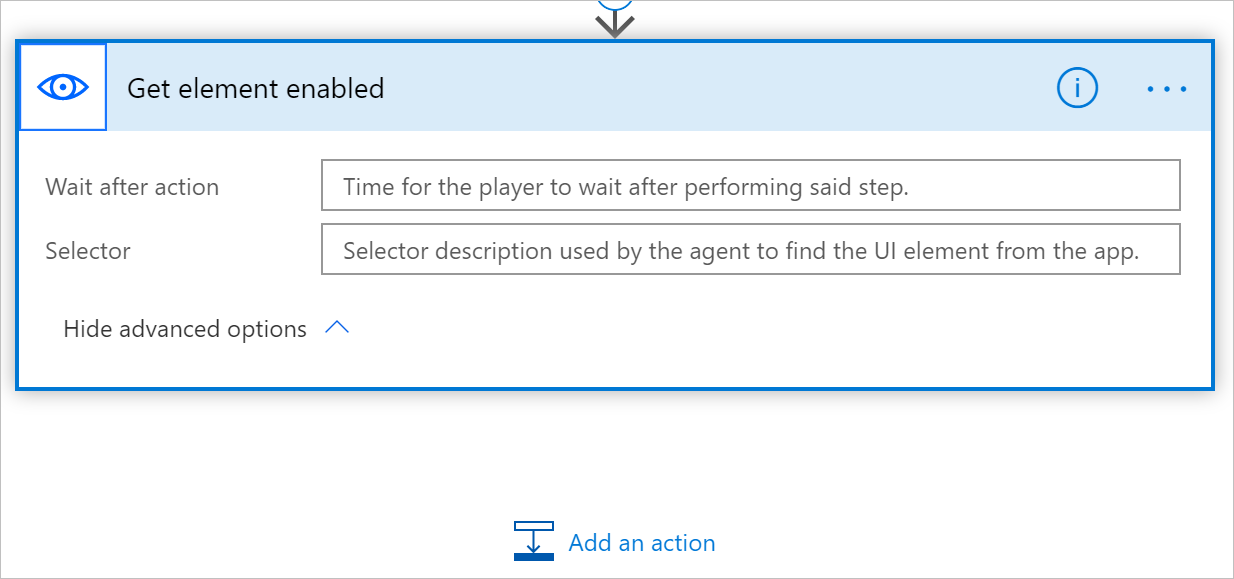 Get element enabled
Wait after action
Time for the player to wait after performing said step.
Selector
Selector description used by the agent to find the UI element from the app.
Hide advanced options
Add an action